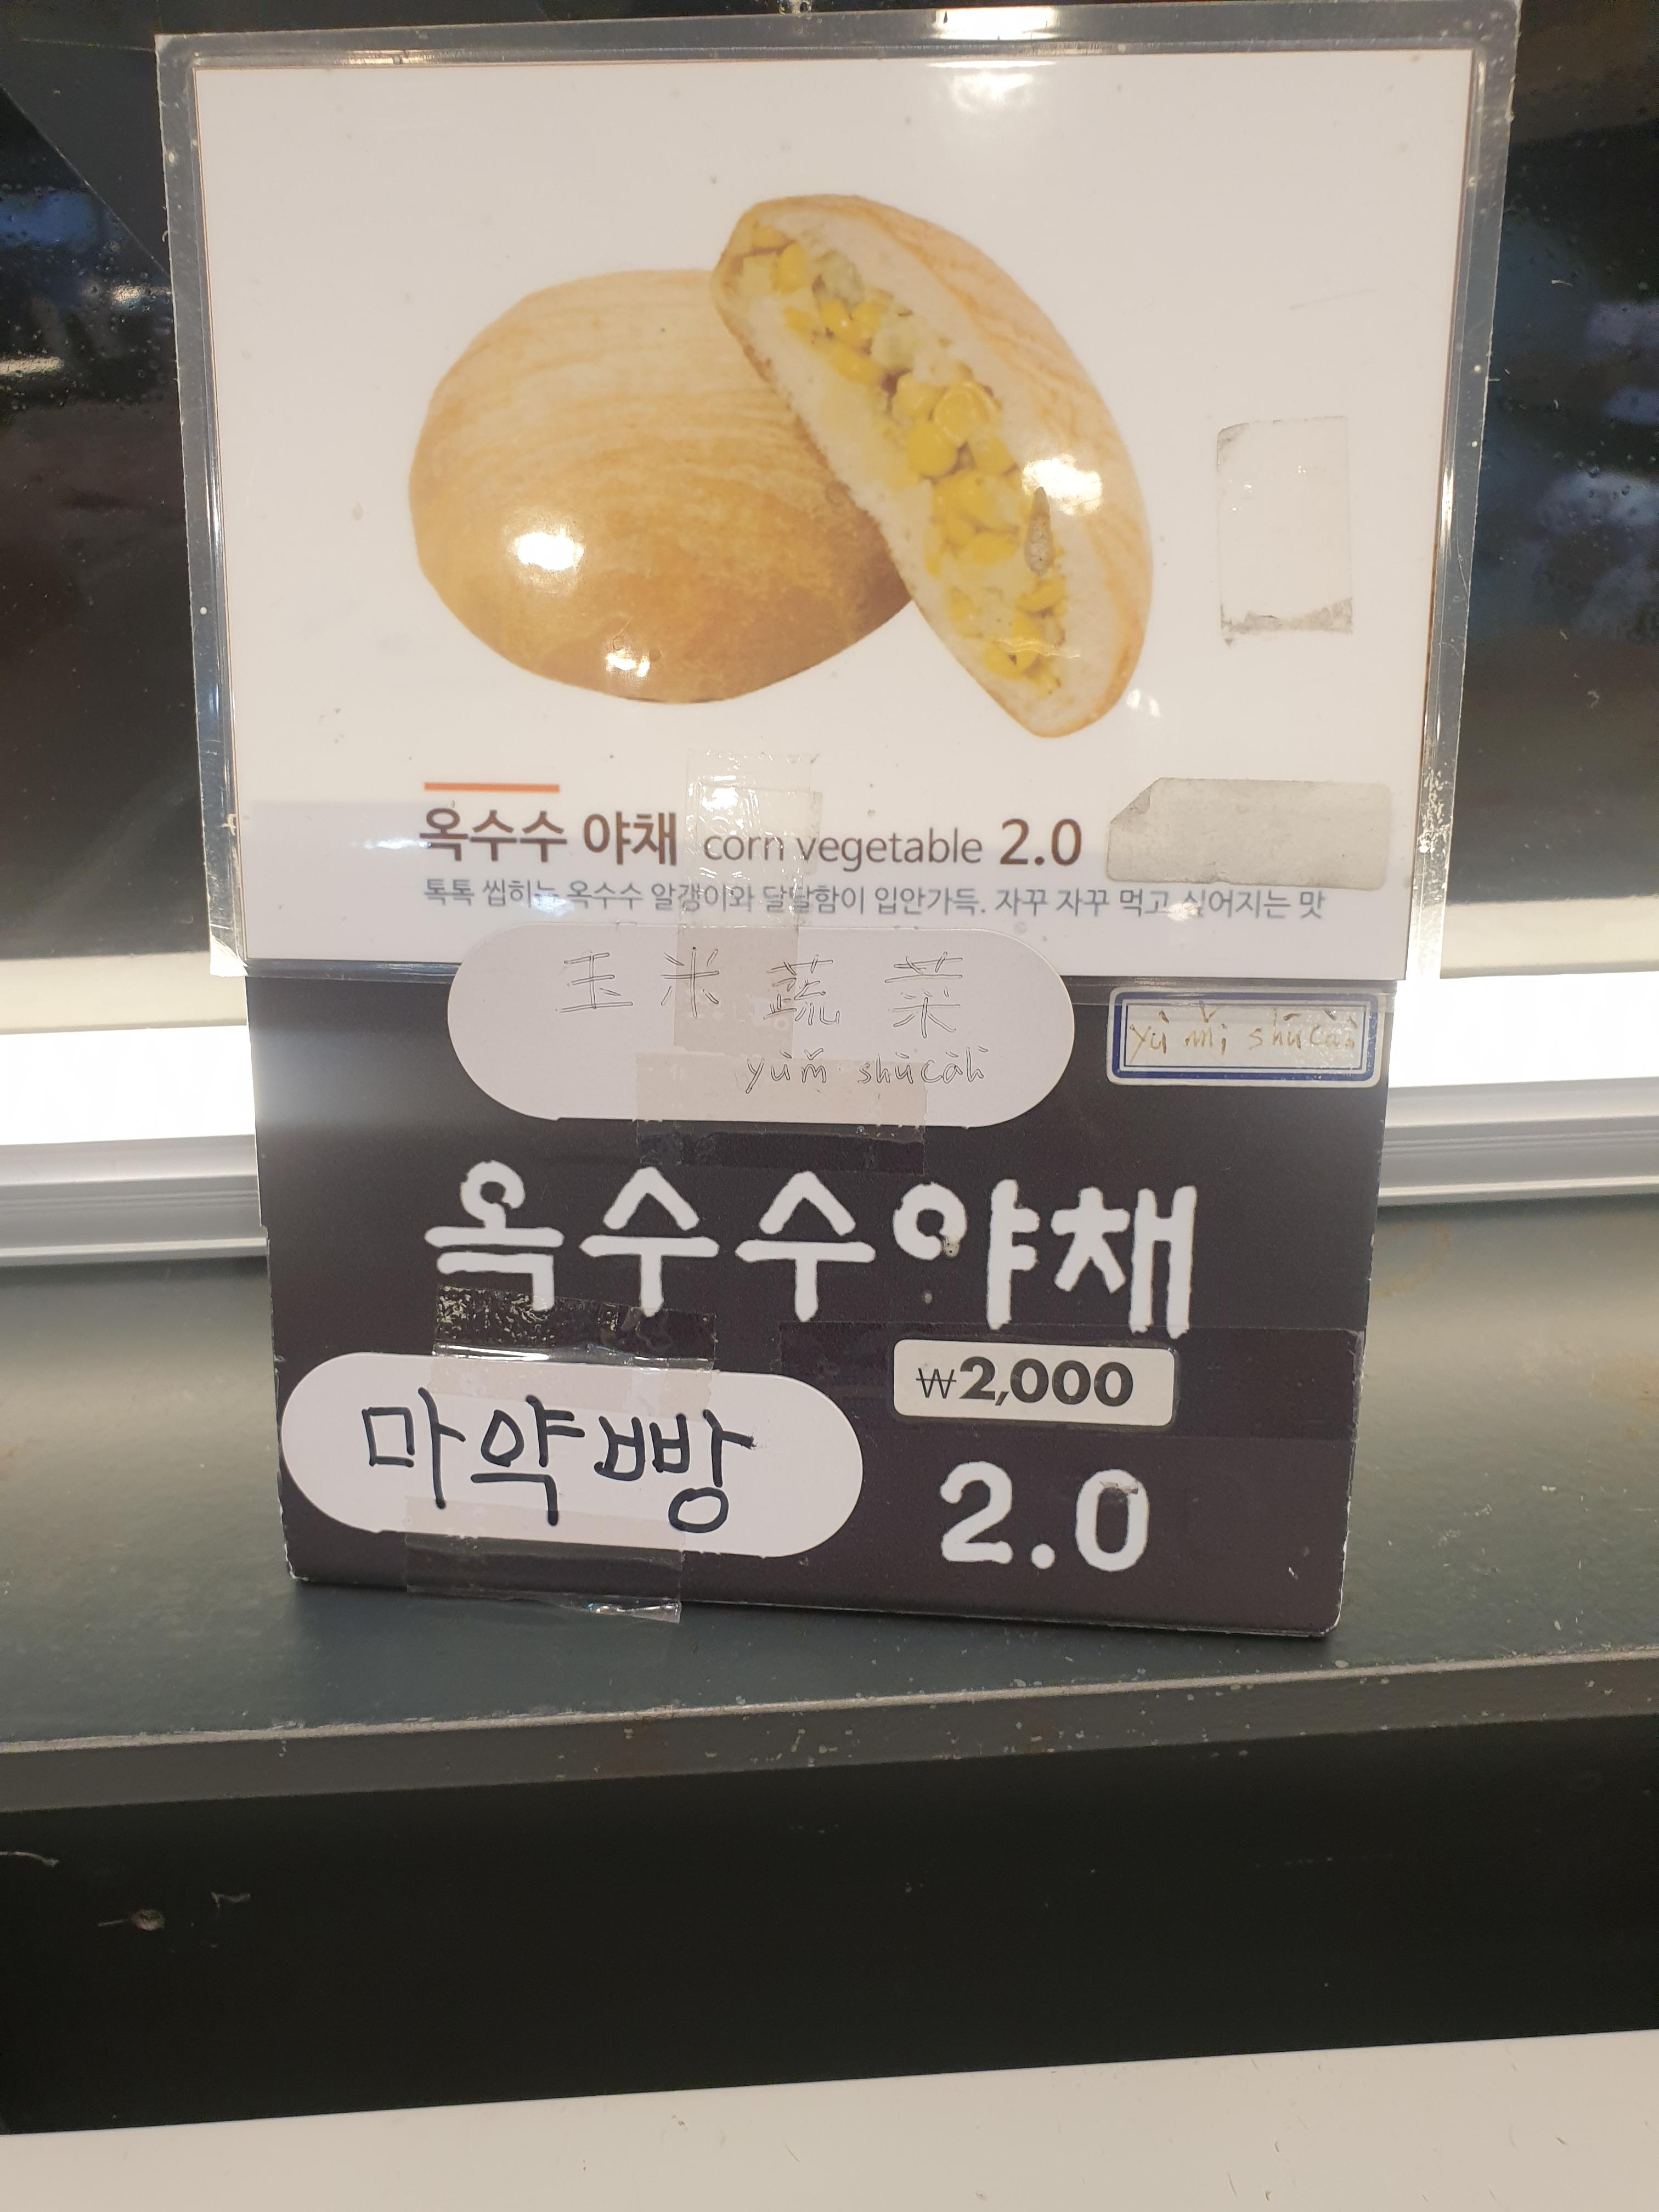 옥수수 야채 corn vegetable 2.0
톡톡 씹히는 옥수수 알갱이와 달달함이 입안가득. 자꾸 자꾸 먹고 싶어지는 맛
玉米蔬菜
yùmǐ shūcài
yù mǐ shūcài
옥수수야채
₩2,000
마약빵
2.0